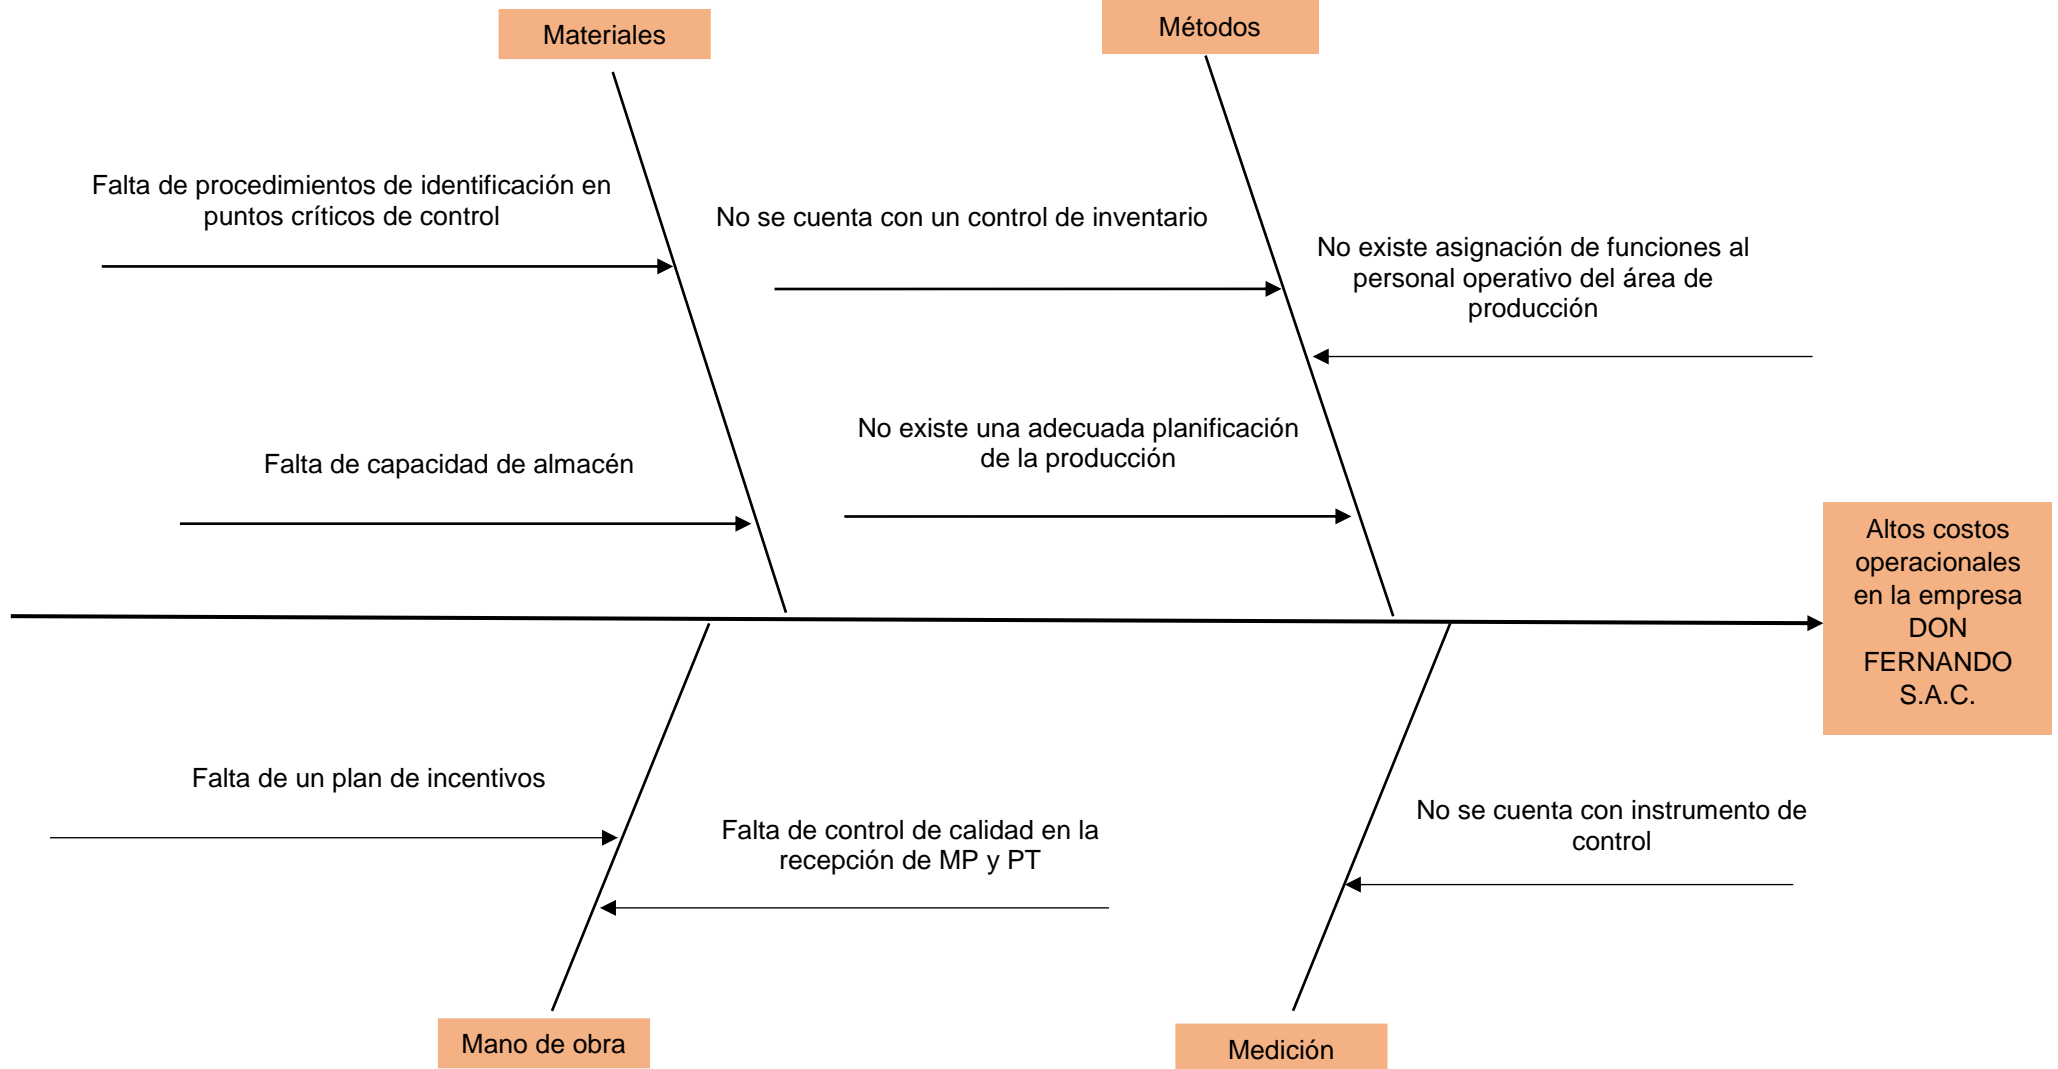 Materiales
Métodos
Falta de procedimientos de identificación en
puntos críticos de control
No se cuenta con un control de inventario
No existe asignación de funciones al
personal operativo del área de
producción
No existe una adecuada planificación
de la producción
Falta de capacidad de almacén
Altos costos
operacionales
en la empresa
DON
FERNANDO
S.A.C.
Falta de un plan de incentivos
Falta de control de calidad en la
recepción de MP y PT
No se cuenta con instrumento de
control
Mano de obra
Medición